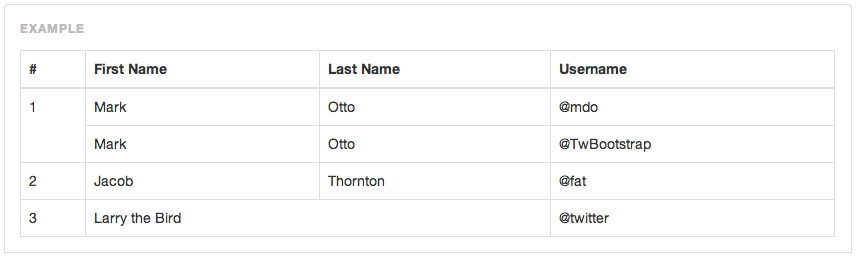 EXAMPLE
# First Name Last Name Username
1 Mark Otto @mdo
Mark Otto @TwBootstrap
2 Jacob Thornton @fat
3 Larry the Bird @twitter